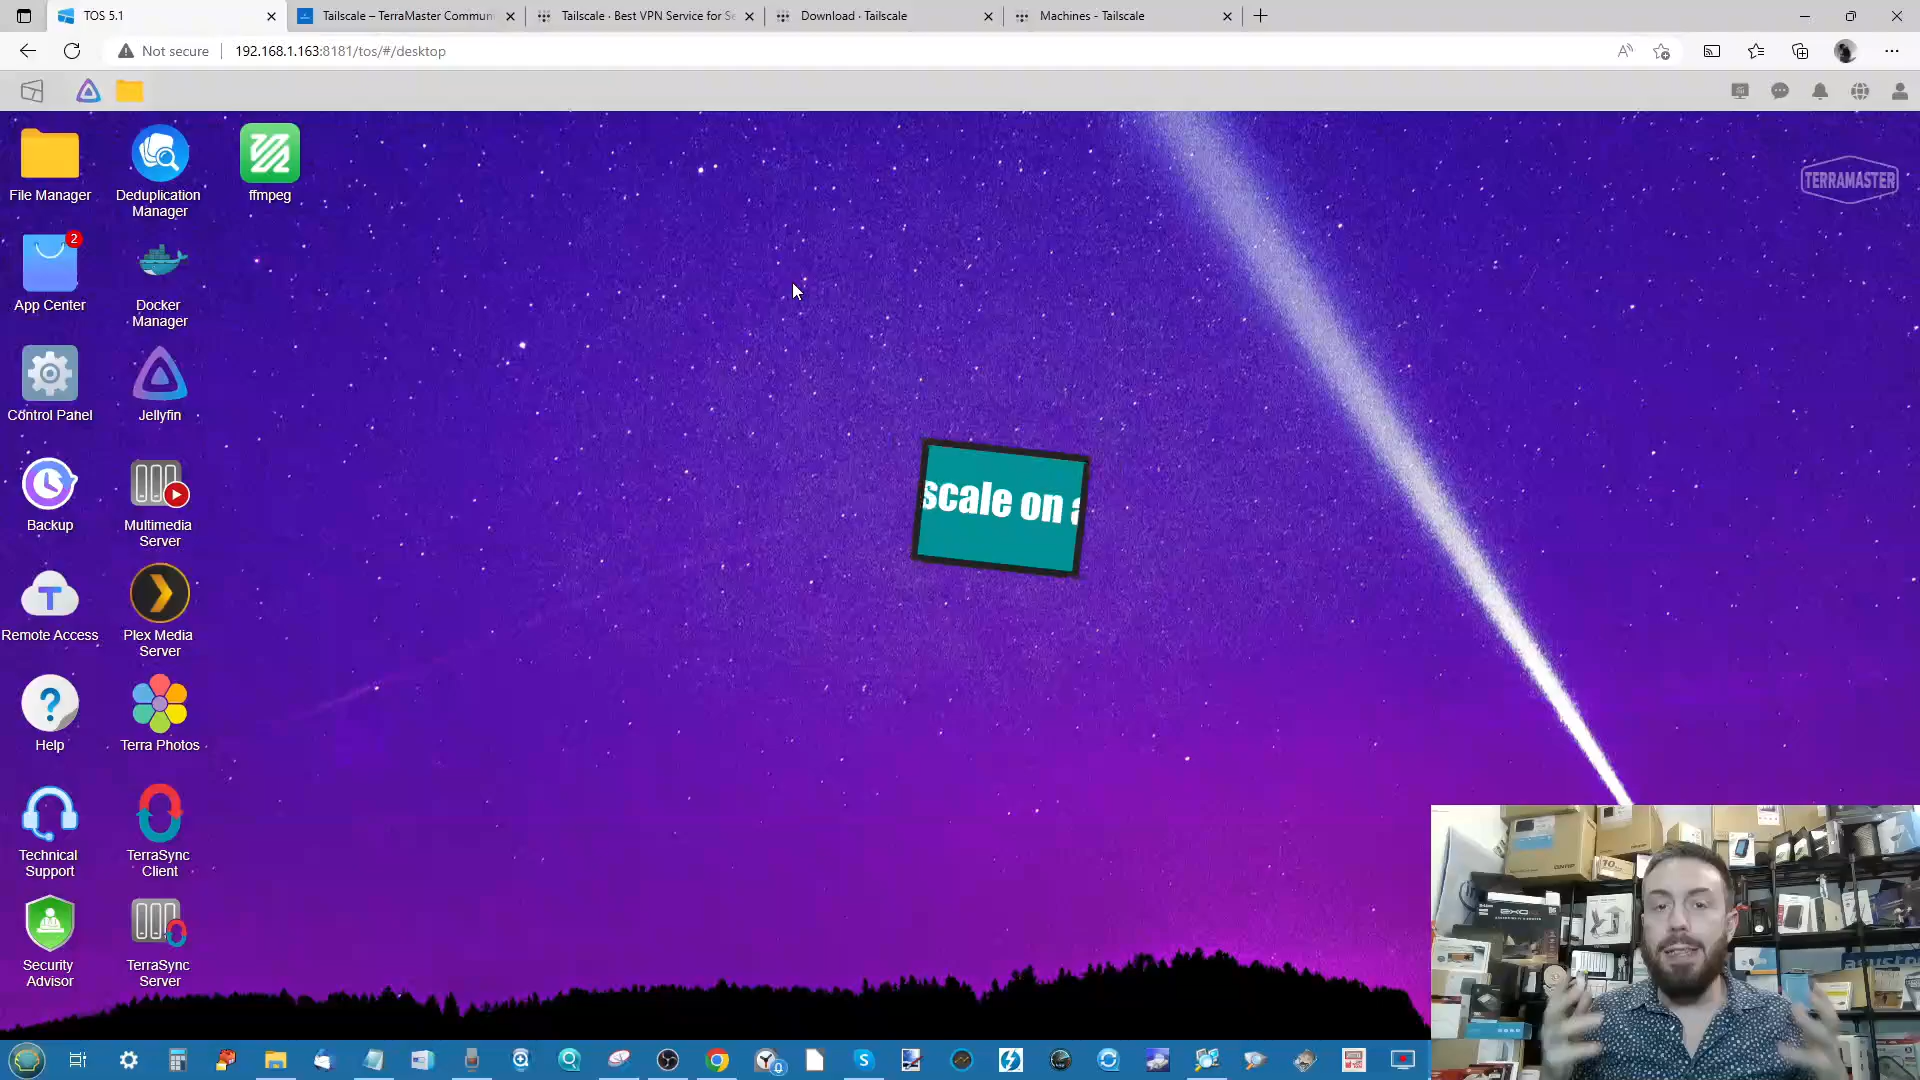 TOS 5.1
Tailscale – TerraMaster Commun
Tailscale · Best VPN Service for Se
Download · Tailscale
Machines - Tailscale
Not secure
192.168.1.163:8181/tos/#/desktop
TERRAMASTER
File Manager
Deduplication
Manager
ffmpeg
2
App Center
Docker
Manager
Control Panel
Jellyfin
Backup
Multimedia
Server
scale on a
T
Remote Access
Plex Media
Server
?
Help
Terra Photos
Technical
Support
TerraSync
Client
Security
Advisor
TerraSync
Server